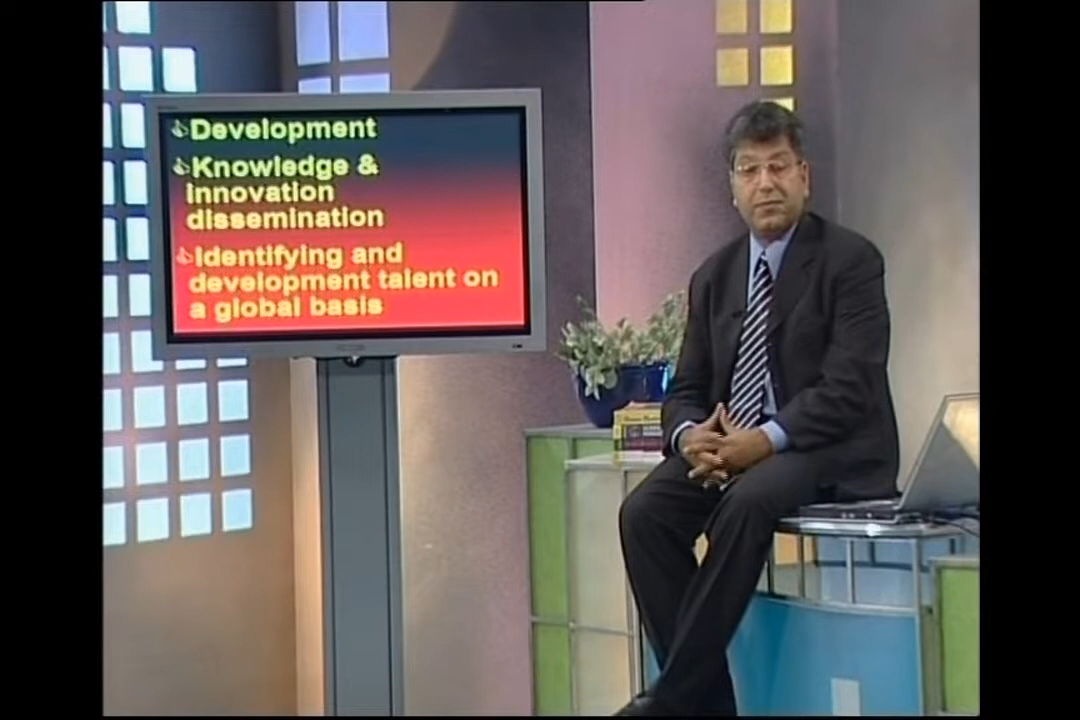 Development
Knowledge &
innovation
dissemination
Identifying and
development talent on
a global basis